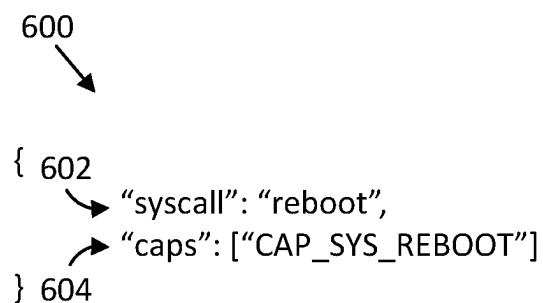 600
{ 602
“syscall”: “reboot”,
“caps”: [“CAP_SYS_REBOOT”]
} 604